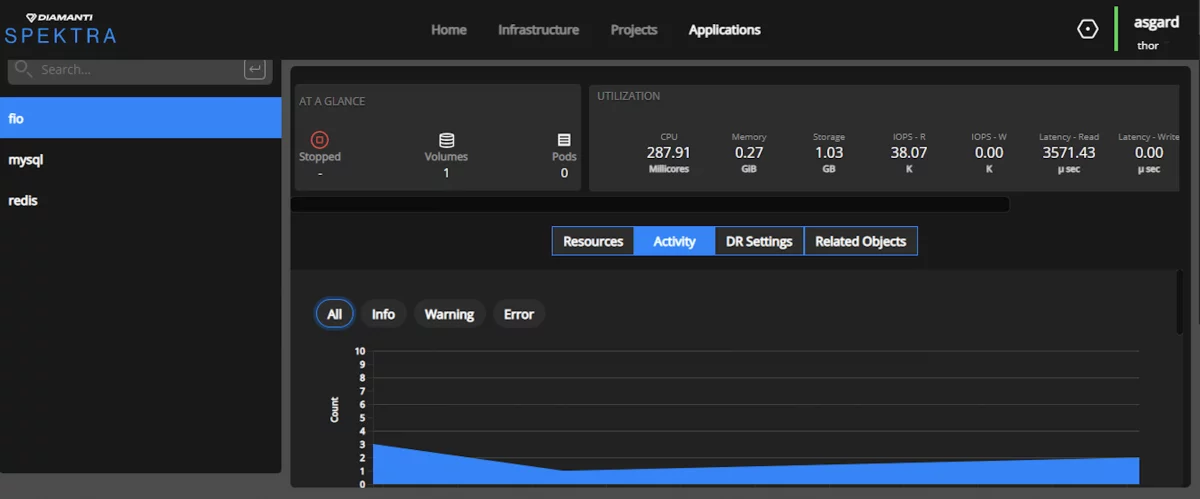 DIAMANTI
SPEKTRA
Home Infrastructure Projects Applications
asgard
thor
Search...
fio
mysql
redis
AT A GLANCE
Stopped Volumes Pods
- 1 0
UTILIZATION
CPU Memory Storage IOPS - R IOPS - W Latency - Read Latency - Write
287.91 0.27 1.03 38.07 0.00 3571.43 0.00
Millicores GiB GB K K µ sec µ sec
Resources Activity DR Settings Related Objects
All Info Warning Error
Count
10
9
8
7
6
5
4
3
2
1
0